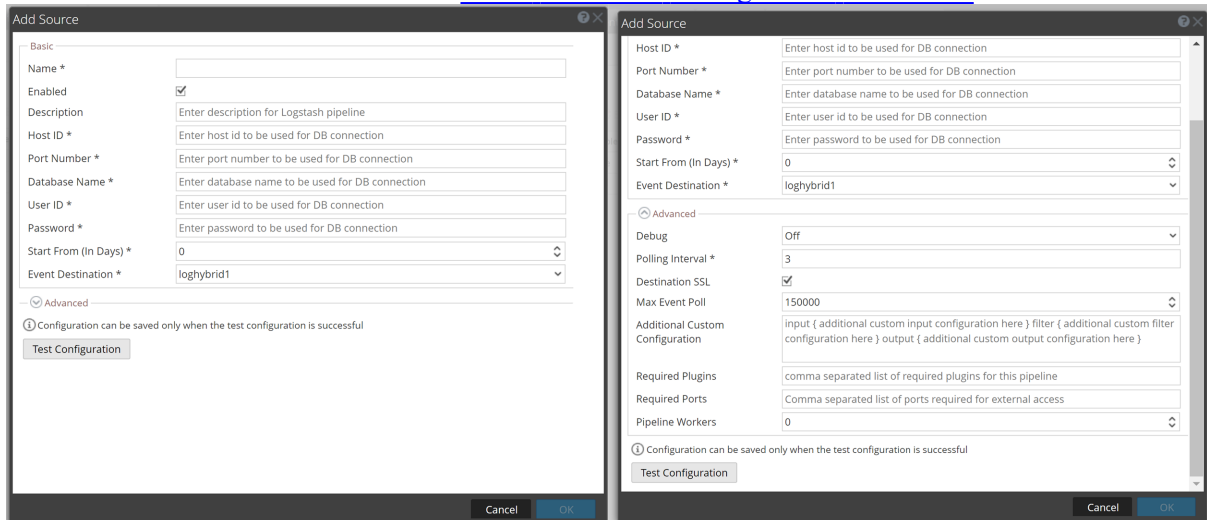 Add Source
Basic
Name *
Enabled
Description
Enter description for Logstash pipeline
Host ID *
Enter host id to be used for DB connection
Port Number *
Enter port number to be used for DB connection
Database Name *
Enter database name to be used for DB connection
User ID *
Enter user id to be used for DB connection
Password *
Enter password to be used for DB connection
Start From (In Days) *
0
Event Destination *
loghybrid1
Advanced
Configuration can be saved only when the test configuration is successful
Test Configuration
Cancel
OK
Add Source
Host ID *
Enter host id to be used for DB connection
Port Number *
Enter port number to be used for DB connection
Database Name *
Enter database name to be used for DB connection
User ID *
Enter user id to be used for DB connection
Password *
Enter password to be used for DB connection
Start From (In Days) *
0
Event Destination *
loghybrid1
Advanced
Debug
Off
Polling Interval *
3
Destination SSL
Max Event Poll
150000
Additional Custom
Configuration
input { additional custom input configuration here } filter { additional custom filter
configuration here } output { additional custom output configuration here }
Required Plugins
comma separated list of required plugins for this pipeline
Required Ports
Comma separated list of ports required for external access
Pipeline Workers
0
Configuration can be saved only when the test configuration is successful
Test Configuration
Cancel
OK